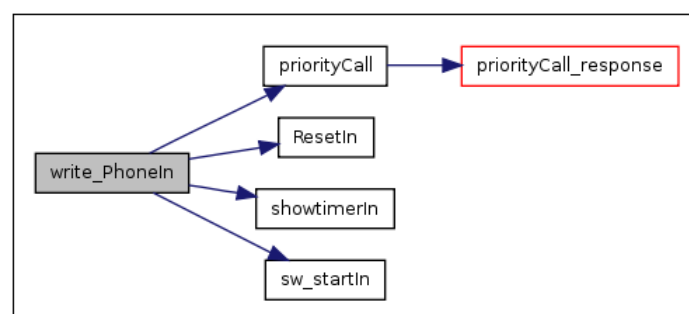 priorityCall
priorityCall_response
ResetIn
write_PhoneIn
showtimerIn
sw_startIn